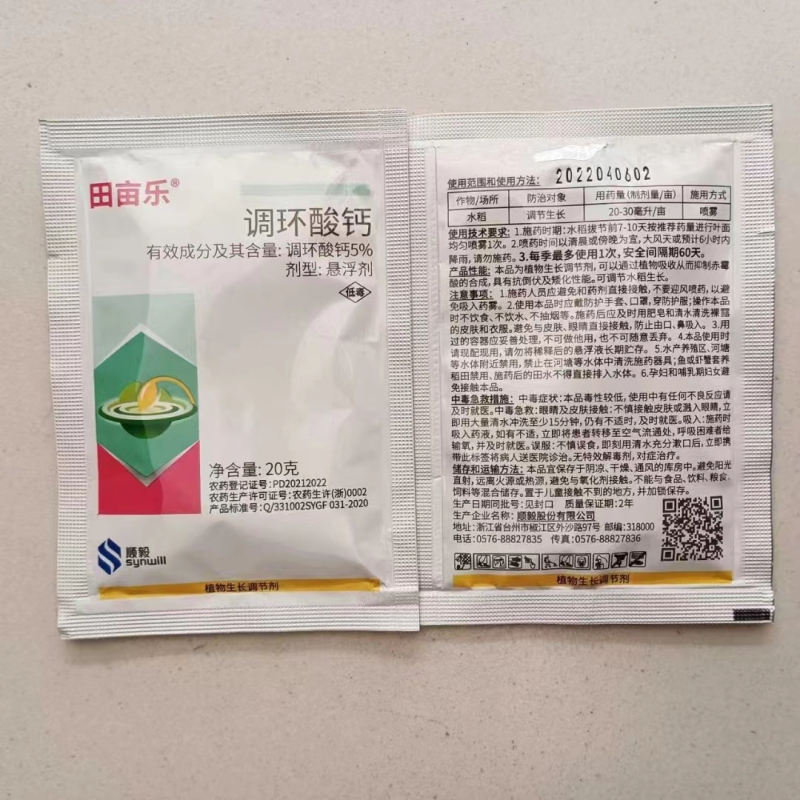 田亩乐®
调环酸钙
有效成分及其含量: 调环酸钙5%
剂型: 悬浮剂
低毒
净含量: 20克
农药登记证号: PD20212022
农药生产许可证号: 农药生许(浙)0002
产品标准号: Q/331002SYGF 031-2020
顺毅
synwill
植物生长调节剂
使用范围和使用方法: 2022040602
作物/场所 防治对象 用药量(制剂量/亩) 施用方式
水稻 调节生长 20-30毫升/亩 喷雾
使用技术要求: 1.施药时期: 水稻拔节前7-10天按推荐药量进行叶面
均匀喷雾1次。2.喷药时间以清晨或傍晚为宜, 大风天或预计6小时内
降雨, 请勿施药。3.每季最多使用1次, 安全间隔期60天。
产品性能: 本品为植物生长调节剂, 可以通过植物吸收从而抑制赤霉
酸的合成, 具有抗倒伏及矮化性能。可调节水稻生长。
注意事项: 1.施药人员应避免和药剂直接接触, 不要迎风喷药, 以避
免吸入药雾。2.使用本品时应戴防护手套、口罩, 穿防护服; 操作本品
时不饮食、不饮水、不抽烟等。施药后应及时用肥皂和清水清洗裸露
的皮肤和衣服。避免与皮肤、眼睛直接接触, 防止由口、鼻吸入。3.用
过的容器应妥善处理, 不可做他用, 也不可随意丢弃。4.本品使用时
请现配现用, 请勿将稀释后的悬浮液长期贮存。5.水产养殖区、河塘
等水体附近禁用, 禁止在河塘等水体中清洗施药器具; 鱼或虾蟹套养
稻田禁用, 施药后的田水不得直接排入水体。6.孕妇和哺乳期妇女避
免接触本品。
中毒急救措施: 中毒症状: 本品毒性较低, 使用中有任何不良反应请
及时就医。中毒急救: 眼睛及皮肤接触: 不慎接触皮肤或溅入眼睛, 立
即用大量清水冲洗至少15分钟, 仍有不适时, 及时就医。吸入: 施药时
吸入药液, 如有不适, 立即将患者转移至空气流通处, 呼吸困难者给
输氧, 并及时就医。误服: 不慎误食, 即刻用清水充分漱口后, 立即携
带此标签将病人送医院诊治。无特效解毒剂, 对症治疗。
储存和运输方法: 本品宜保存于阴凉、干燥、通风的库房中。避免阳光
直射, 远离火源或热源, 避免与氧化剂接触。不能与食品、饮料、粮食、
饲料等混合储存。置于儿童接触不到的地方, 并加锁保存。
生产日期同批号: 见封口 质量保证期: 2年
生产企业名称: 顺毅股份有限公司
地址: 浙江省台州市椒江区外沙路97号 邮编: 318000
电话: 0576-88827835 传真: 0576-88827836
植物生长调节剂